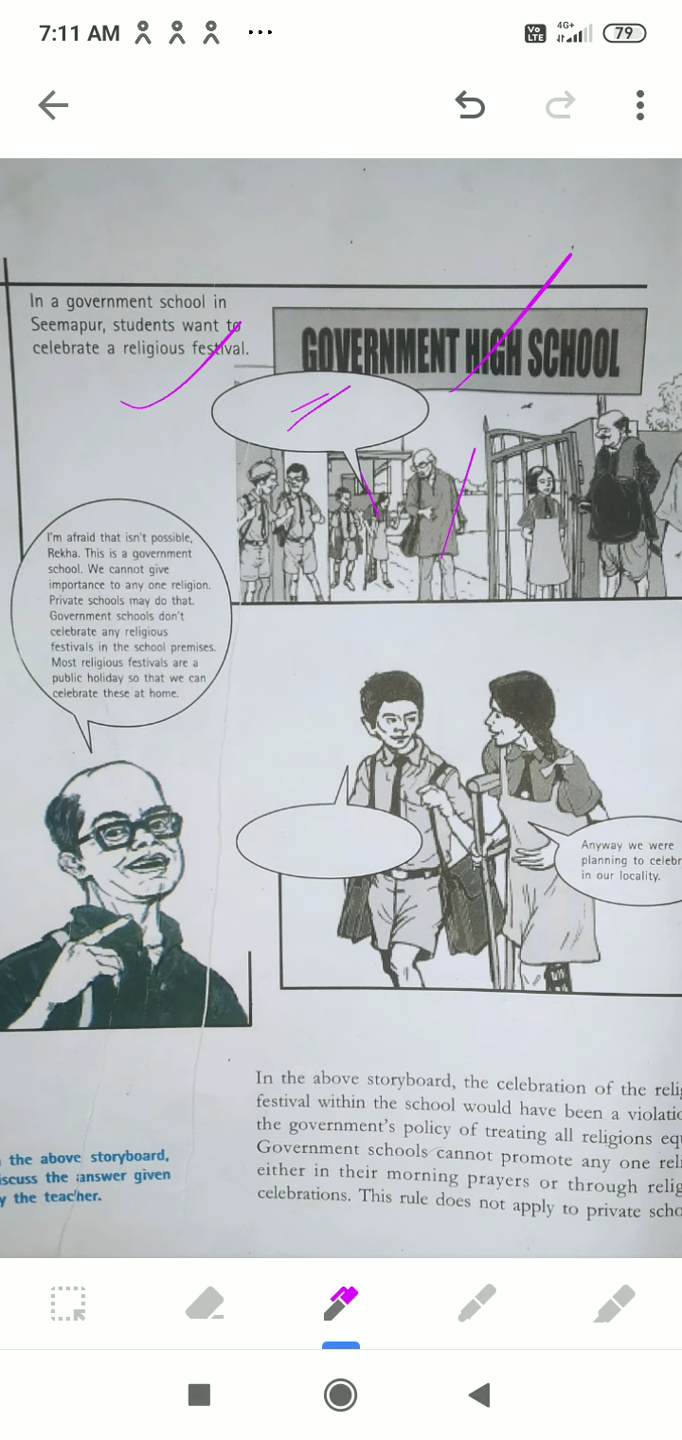 7:11 AM
Vo
LTE
4G+
79
In a government school in
Seemapur, students want to
celebrate a religious festival.
GOVERNMENT HIGH SCHOOL
I'm afraid that isn't possible,
Rekha. This is a government
school. We cannot give
importance to any one religion.
Private schools may do that.
Government schools don't
celebrate any religious
festivals in the school premises.
Most religious festivals are a
public holiday so that we can
celebrate these at home.
Anyway we were
planning to celebr
in our locality.
the above storyboard,
iscuss the answer given
y the teacher.
In the above storyboard, the celebration of the reli
festival within the school would have been a violatio
the government's policy of treating all religions equ
Government schools cannot promote any one reli
either in their morning prayers or through relig
celebrations. This rule does not apply to private scho